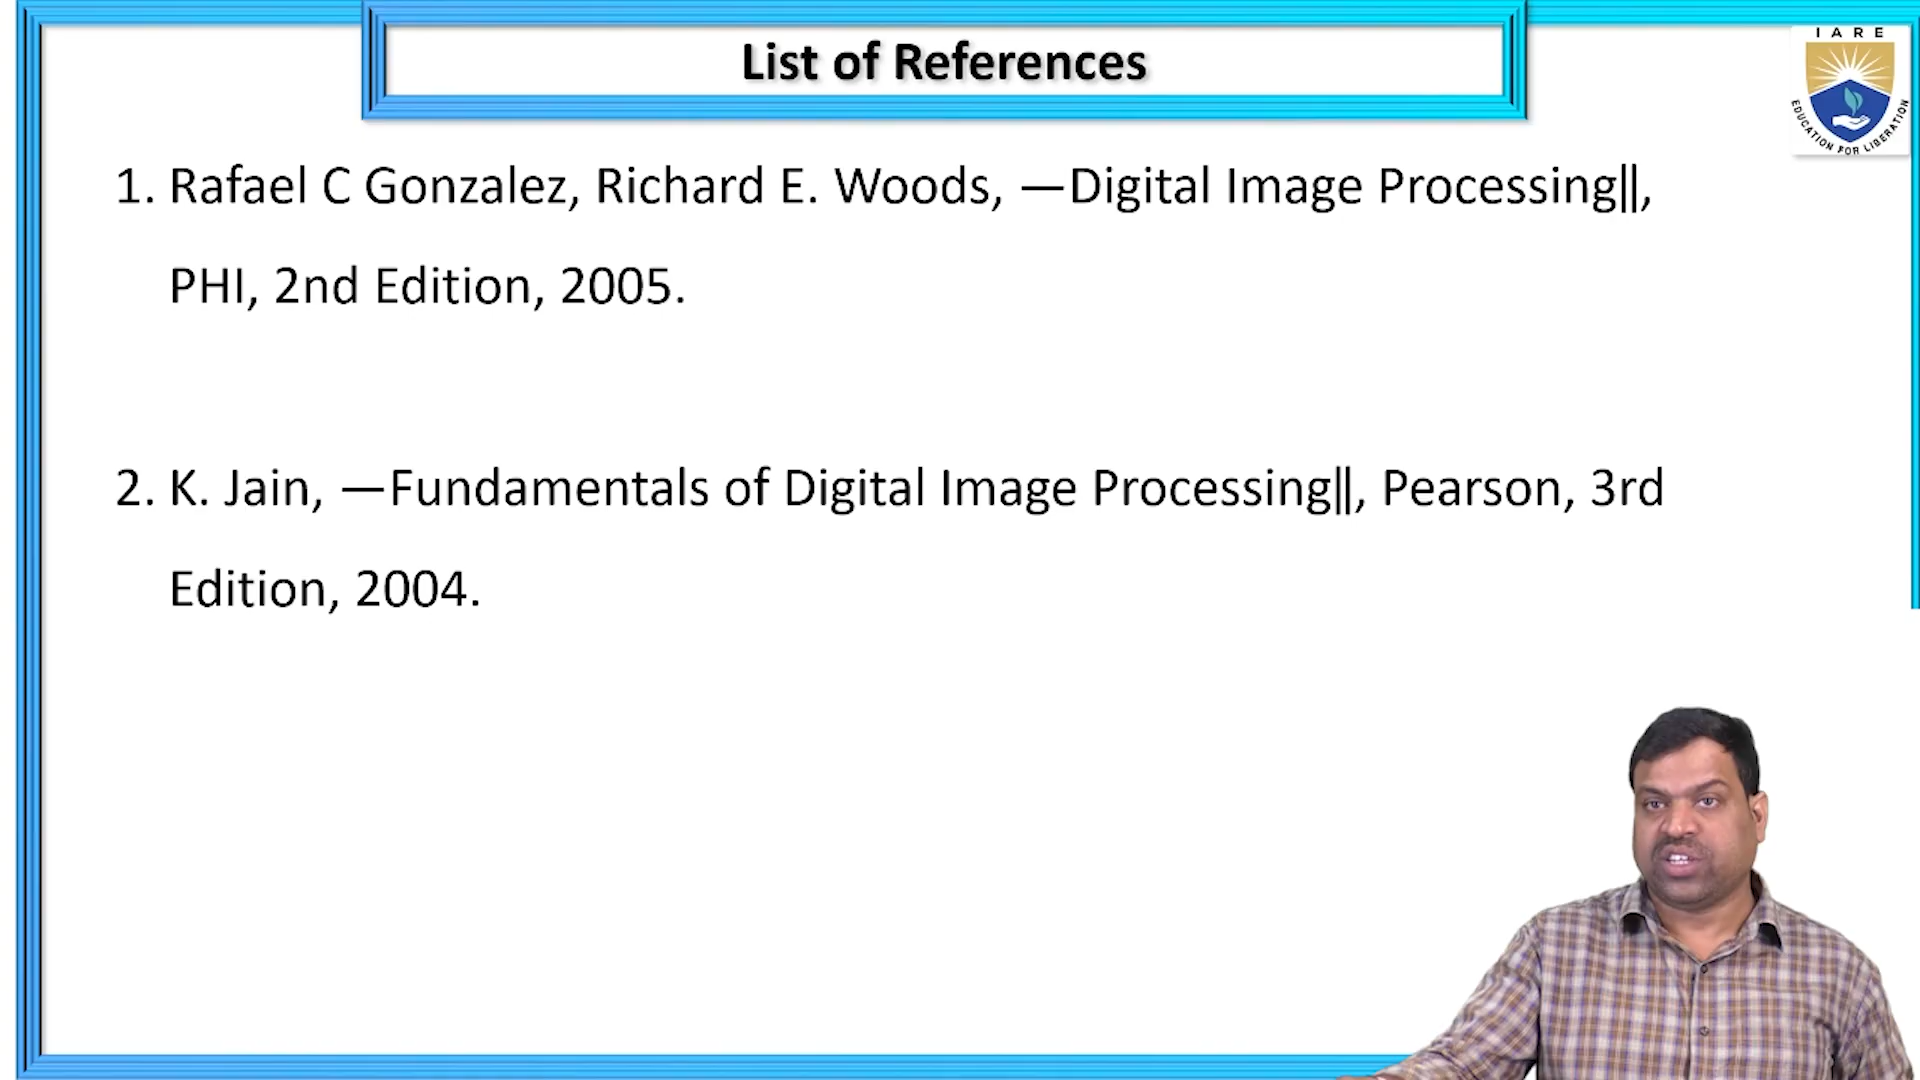 List of References
IARE
EDUCATION FOR LIBERATION
1. Rafael C Gonzalez, Richard E. Woods, ―Digital Image Processing‖,
PHI, 2nd Edition, 2005.
2. K. Jain, ―Fundamentals of Digital Image Processing‖, Pearson, 3rd
Edition, 2004.